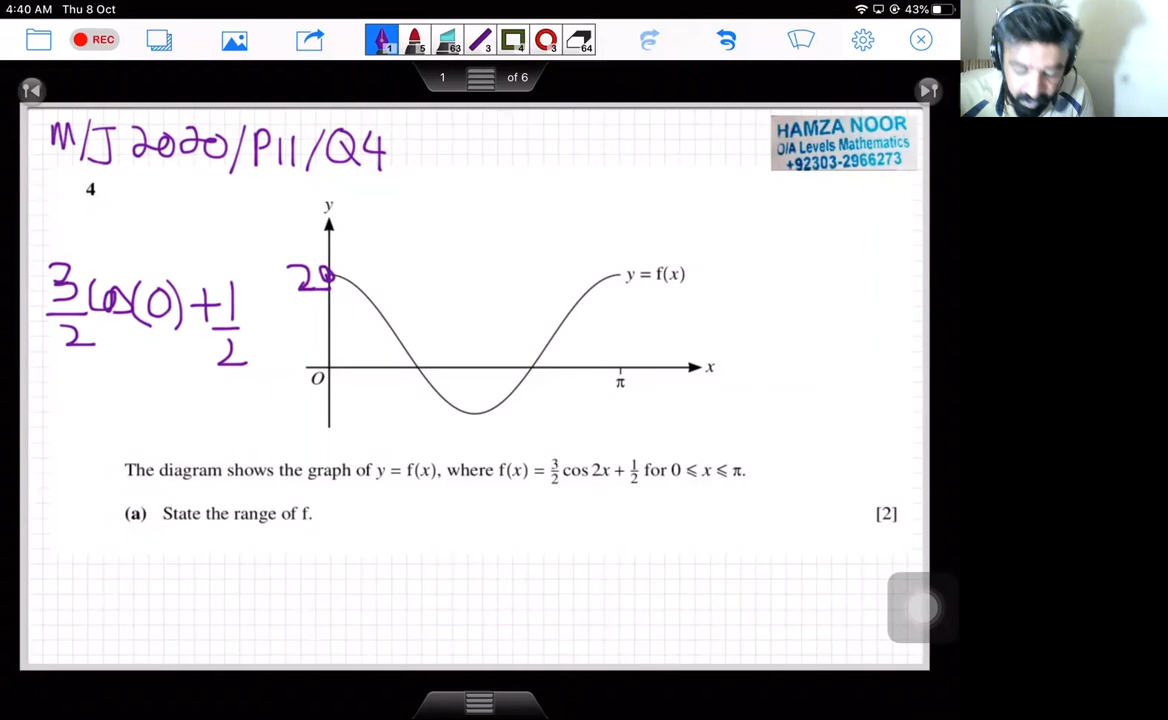 4:40 AM Thu 8 Oct
43%
REC
1 5 63 3 4 3 64
1 of 6
M/J 2020/P11/Q4
HAMZA NOOR
O/A Levels Mathematics
+92303-2966273
4
y
3/2 cos(0) + 1/2
2
y = f(x)
O
π
x
The diagram shows the graph of y = f(x), where f(x) = 3/2 cos 2x + 1/2 for 0 ⩽ x ⩽ π.
(a) State the range of f. [2]